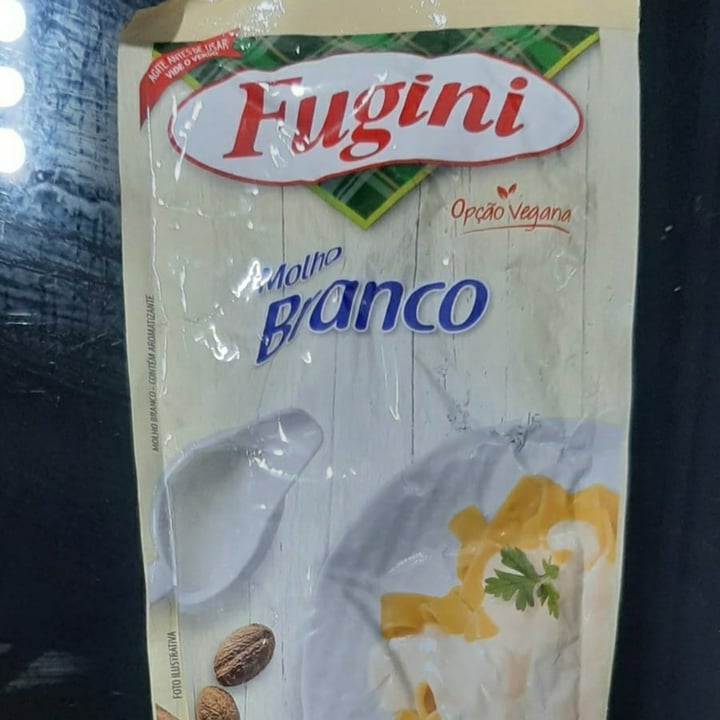 AGITE ANTES DE USAR
VIDE O VERSO
Fugini
Opção Vegana
Molho
Branco
MOLHO BRANCO - CONTÉM AROMATIZANTE
FOTO ILUSTRATIVA